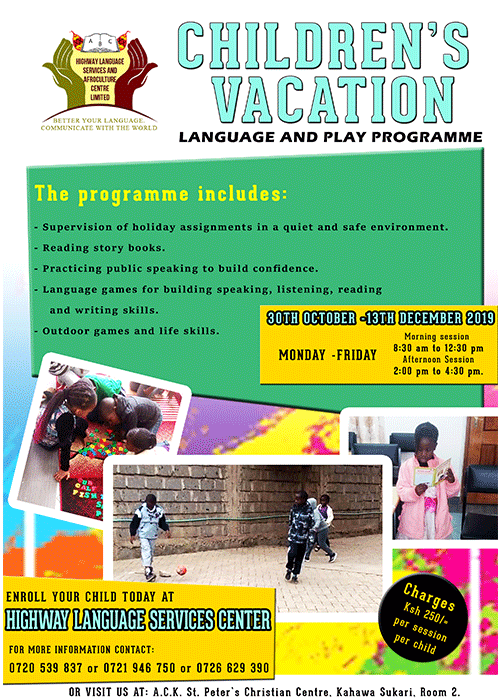 A B C
HIGHWAY LANGUAGE
SERVICES AND
AFROCULTURE
CENTRE
LIMITED
BETTER YOUR LANGUAGE,
COMMUNICATE WITH THE WORLD
CHILDREN'S
VACATION
LANGUAGE AND PLAY PROGRAMME
The programme includes:
- Supervision of holiday assignments in a quiet and safe environment.
- Reading story books.
- Practicing public speaking to build confidence.
- Language games for building speaking, listening, reading
and writing skills.
- Outdoor games and life skills.
30TH OCTOBER -13TH DECEMBER 2019
MONDAY -FRIDAY
Morning session
8:30 am to 12:30 pm
Afternoon Session
2:00 pm to 4:30 pm.
ENROLL YOUR CHILD TODAY AT
HIGHWAY LANGUAGE SERVICES CENTER
FOR MORE INFORMATION CONTACT:
0720 539 837 or 0721 946 750 or 0726 629 390
Charges
Ksh 250/=
per session
per child
OR VISIT US AT: A.C.K. St. Peter's Christian Centre, Kahawa Sukari, Room 2.